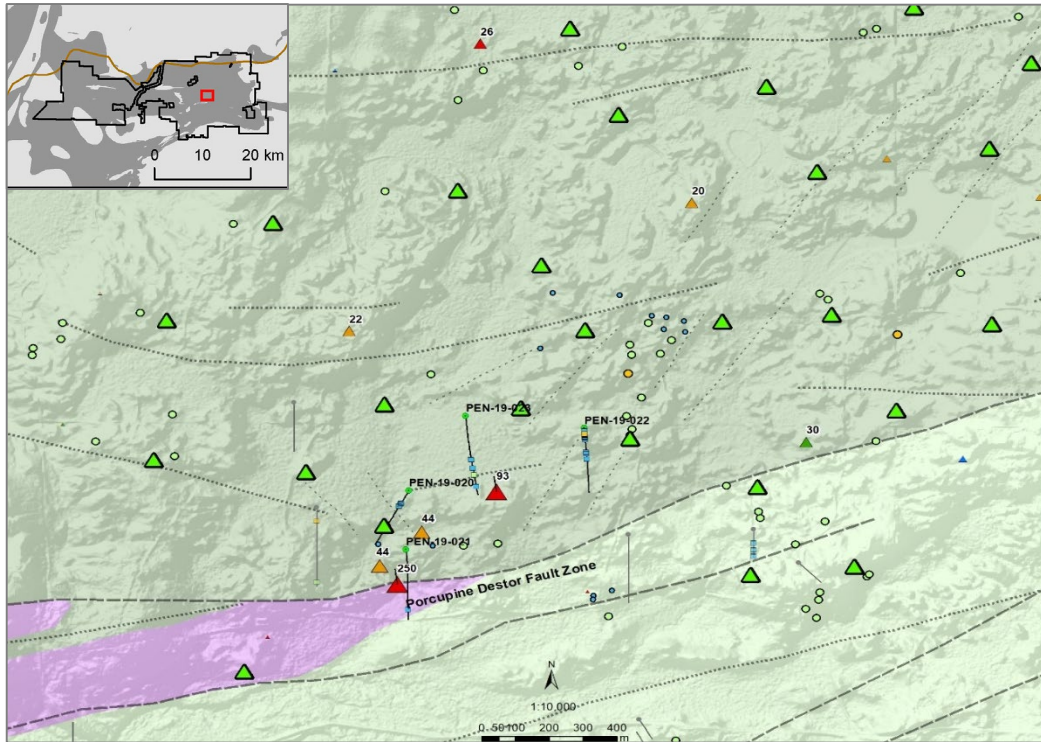 26
0 10 20 km
20
22
PEN-19-023
PEN-19-022
30
93
PEN-19-020
44
PEN-19-021
44
250
Porcupine Destor Fault Zone
N
1:10,000
0 50 100 200 300 400
m